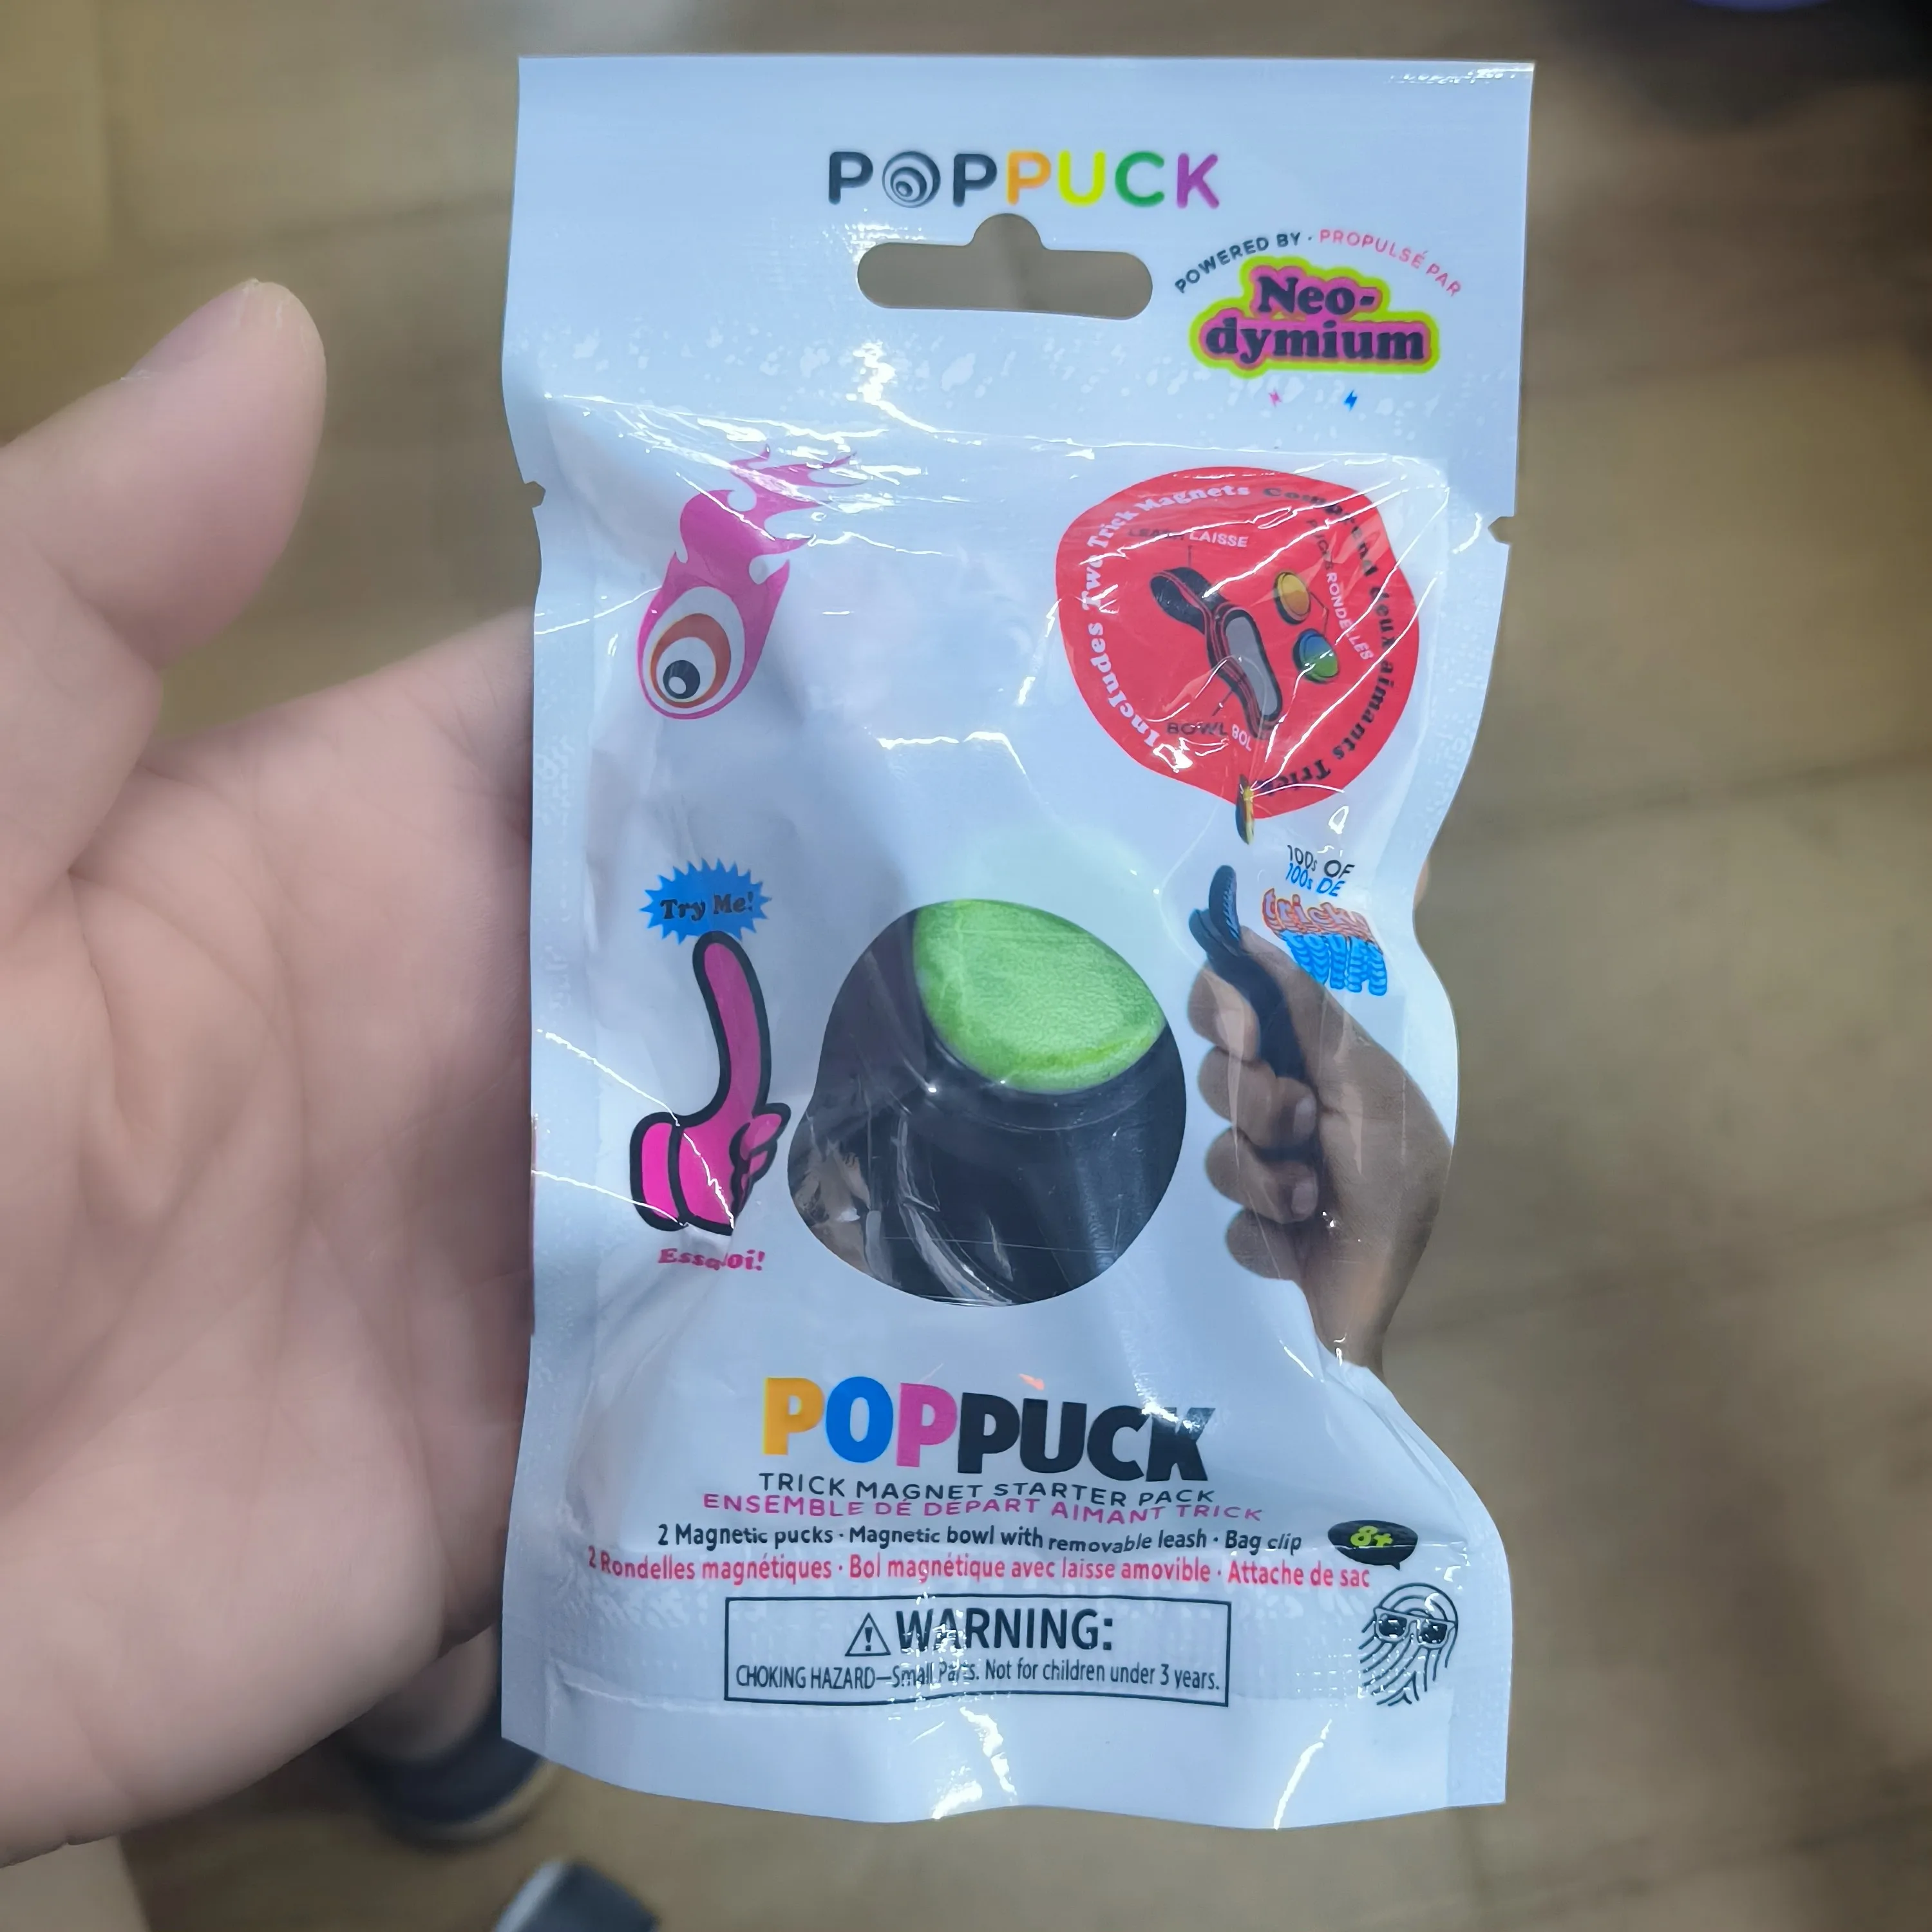 POPPUCK
POWERED BY · PROPULSÉ PAR
Neo-
dymium
Includes Two Trick Magnets
LAISSE
RONDELLES
BOWL BOL
Try Me!
100s OF
100s DE
tricks
2 Magnetic pucks · Magnetic bowl with removable leash · Bag clip
POPPUCK
TRICK MAGNET STARTER PACK
ENSEMBLE DE DÉPART AIMANT TRICK
8+
2 Rondelles magnétiques · Bol magnétique avec laisse amovible · Attache de sac
WARNING:
CHOKING HAZARD—Small Parts. Not for children under 3 years.